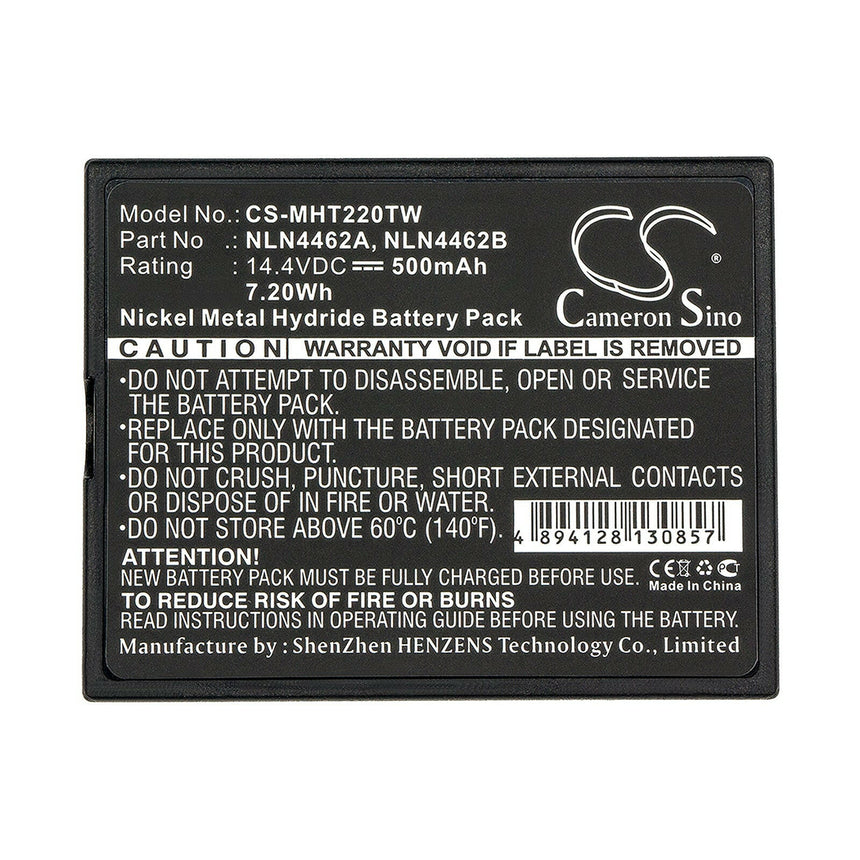 Model No.: CS-MHT220TW
Part No .: NLN4462A, NLN4462B
Rating : 14.4VDC 500mAh
7.20Wh
Nickel Metal Hydride Battery Pack
CS
®
Cameron Sino
CAUTION WARRANTY VOID IF LABEL IS REMOVED
•DO NOT ATTEMPT TO DISASSEMBLE, OPEN OR SERVICE
THE BATTERY PACK.
•REPLACE ONLY WITH THE BATTERY PACK DESIGNATED
FOR THIS PRODUCT.
•DO NOT CRUSH, PUNCTURE, SHORT EXTERNAL CONTACTS
OR DISPOSE OF IN FIRE OR WATER.
•DO NOT STORE ABOVE 60°C (140°F).
4 894128 130857
ATTENTION!
NEW BATTERY PACK MUST BE FULLY CHARGED BEFORE USE.
CE PCT
Made In China
TO REDUCE RISK OF FIRE OR BURNS
READ INSTRUCTIONS IN OPERATING GUIDE BEFORE USING THE BATTERY.
Manufacture by : ShenZhen HENZENS Technology Co., Limited